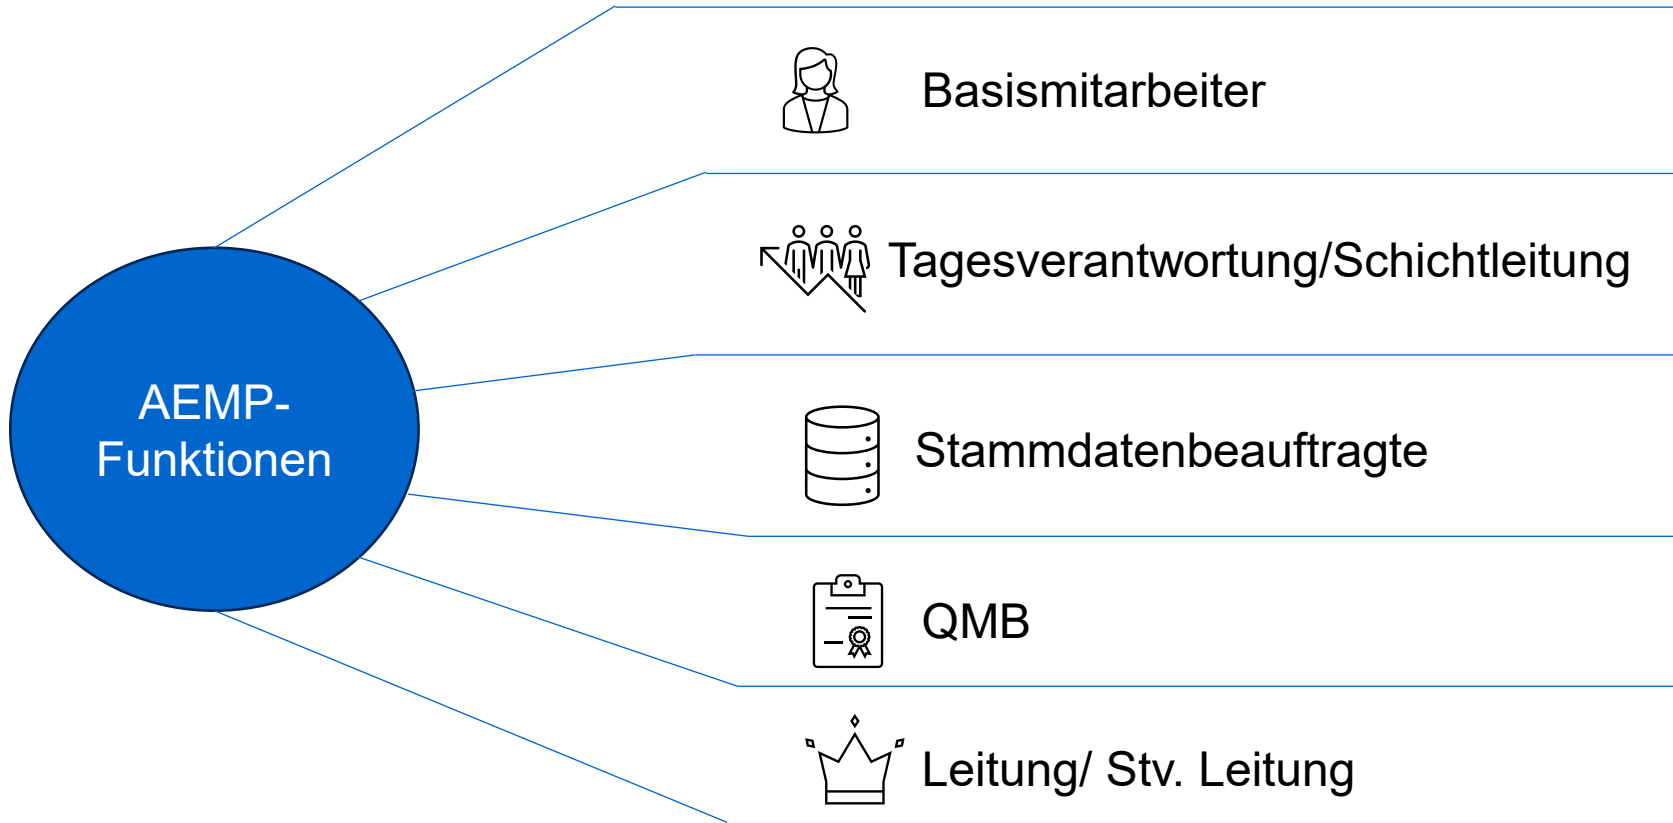 AEMP-
Funktionen
Basismitarbeiter
Tagesverantwortung/Schichtleitung
Stammdatenbeauftragte
QMB
Leitung/ Stv. Leitung